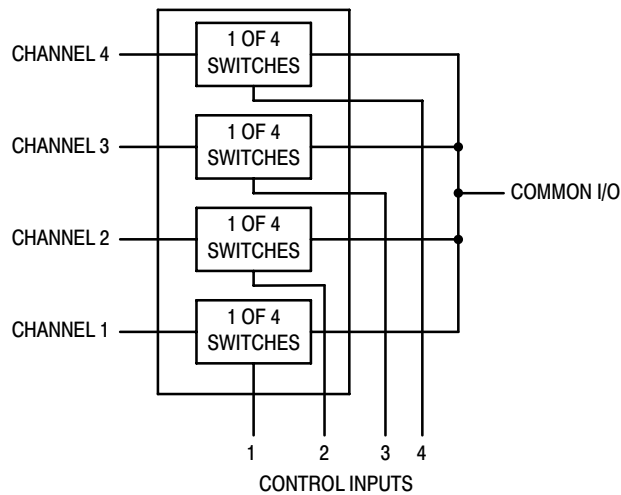 CHANNEL 4
1 OF 4
SWITCHES
CHANNEL 3
1 OF 4
SWITCHES
COMMON I/O
CHANNEL 2
1 OF 4
SWITCHES
CHANNEL 1
1 OF 4
SWITCHES
1 2 3 4
CONTROL INPUTS